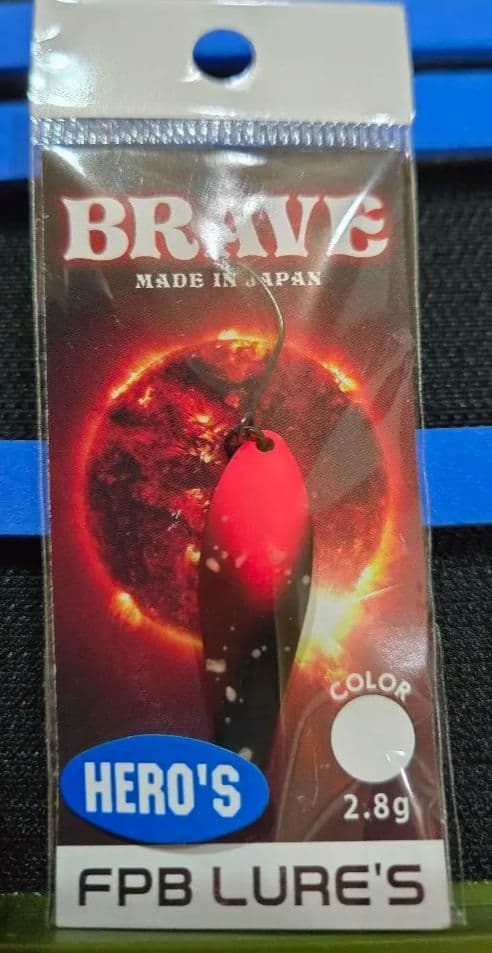 BRAVE
MADE IN JAPAN
COLOR
2.8g
HERO'S
FPB LURE'S